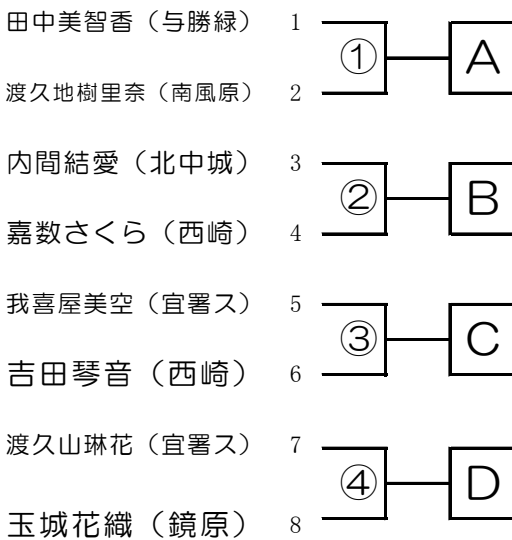 田中美智香（与勝緑） 1
① A
渡久地樹里奈（南風原） 2
内間結愛（北中城） 3
② B
嘉数さくら（西崎） 4
我喜屋美空（宜署ス） 5
③ C
吉田琴音（西崎） 6
渡久山琳花（宜署ス） 7
④ D
玉城花織（鏡原） 8